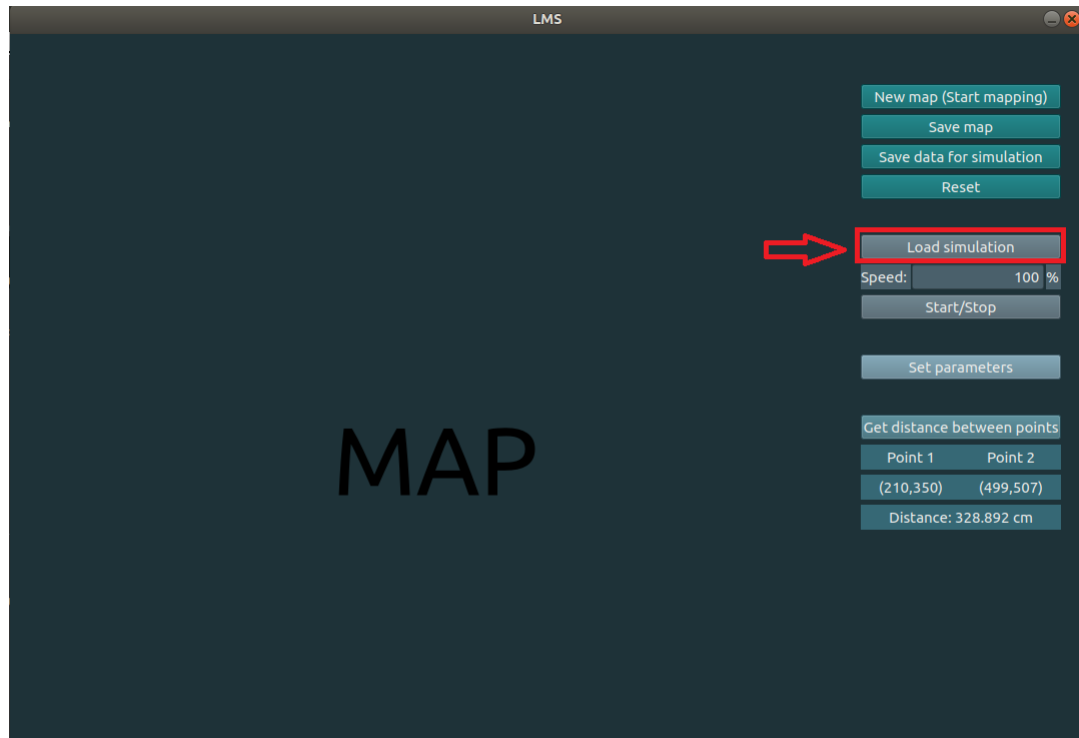 LMS
New map (Start mapping)
Save map
Save data for simulation
Reset
Load simulation
Speed: 100 %
Start/Stop
Set parameters
MAP
Get distance between points
Point 1 Point 2
(210,350) (499,507)
Distance: 328.892 cm